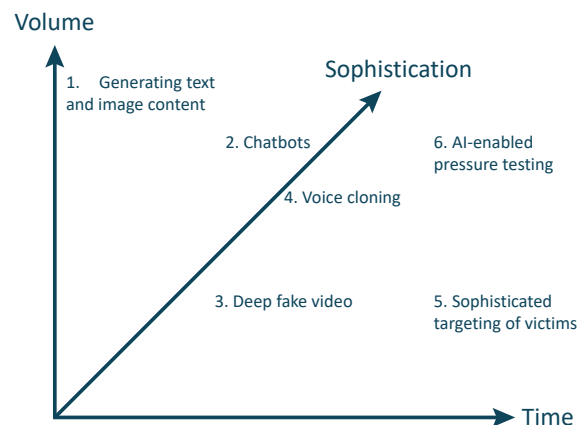 Volume
Sophistication
1. Generating text
and image content
2. Chatbots
6. AI-enabled
pressure testing
4. Voice cloning
3. Deep fake video
5. Sophisticated
targeting of victims
Time